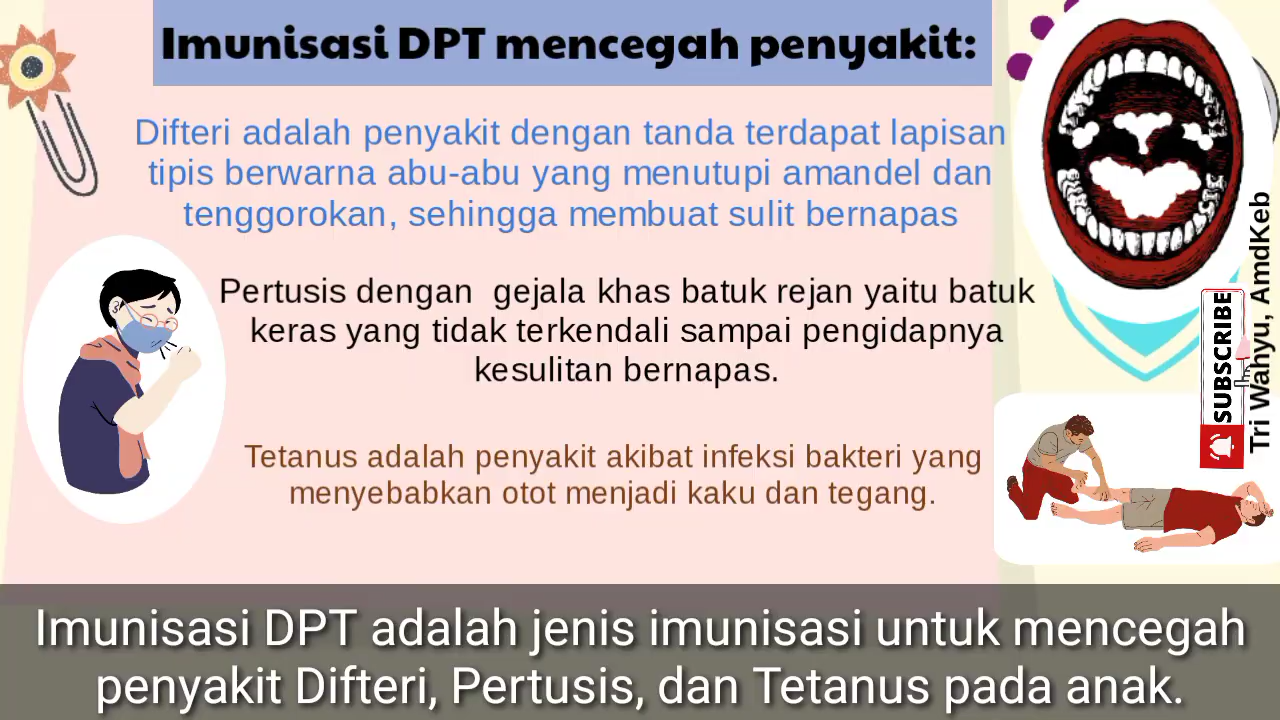 Imunisasi DPT mencegah penyakit:
Difteri adalah penyakit dengan tanda terdapat lapisan
tipis berwarna abu-abu yang menutupi amandel dan
tenggorokan, sehingga membuat sulit bernapas
Pertusis dengan  gejala khas batuk rejan yaitu batuk
keras yang tidak terkendali sampai pengidapnya
kesulitan bernapas.
Tetanus adalah penyakit akibat infeksi bakteri yang
menyebabkan otot menjadi kaku dan tegang.
SUBSCRIBE
Tri Wahyu, AmdKeb
Imunisasi DPT adalah jenis imunisasi untuk mencegah
penyakit Difteri, Pertusis, dan Tetanus pada anak.